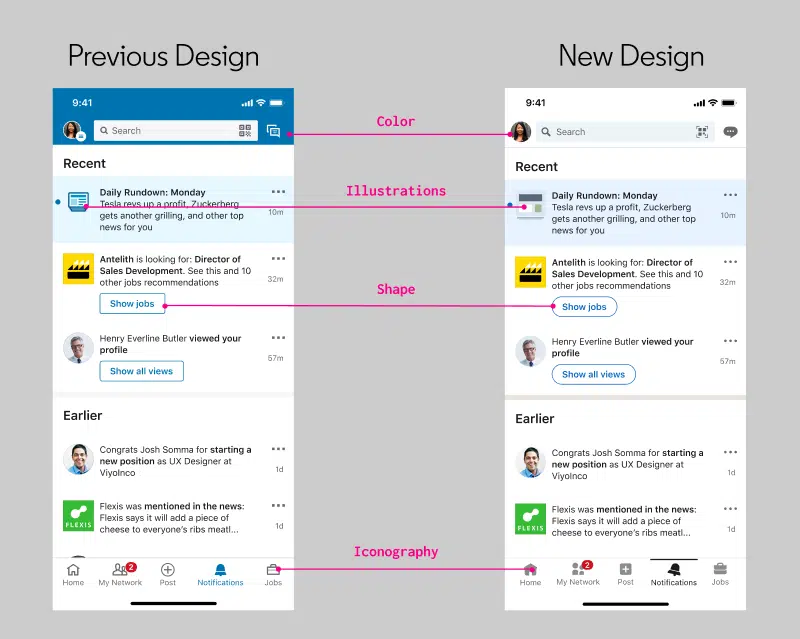 Previous Design
New Design
9:41
Search
Recent
Daily Rundown: Monday
Tesla revs up a profit, Zuckerberg
gets another grilling, and other top
news for you
10m
Antelith is looking for: Director of
Sales Development. See this and 10
other jobs recommendations
32m
Show jobs
Henry Everline Butler viewed your
profile
57m
Show all views
Earlier
Congrats Josh Somma for starting a
new position as UX Designer at
ViyoInco
1d
FLEXIS
Flexis was mentioned in the news:
Flexis says it will add a piece of
cheese to everyone's ribs meatl...
1d
Home
2
My Network
Post
Notifications
Jobs
Color
Illustrations
Shape
Iconography
9:41
Search
Recent
Daily Rundown: Monday
Tesla revs up a profit, Zuckerberg
gets another grilling, and other top
news for you
10m
Antelith is looking for: Director of
Sales Development. See this and 10
other jobs recommendations
32m
Show jobs
Henry Everline Butler viewed your
profile
57m
Show all views
Earlier
Congrats Josh Somma for starting a
new position as UX Designer at
ViyoInco
1d
FLEXIS
Flexis was mentioned in the news:
Flexis says it will add a piece of
cheese to everyone's ribs meatl...
1d
Home
2
My Network
Post
Notifications
Jobs